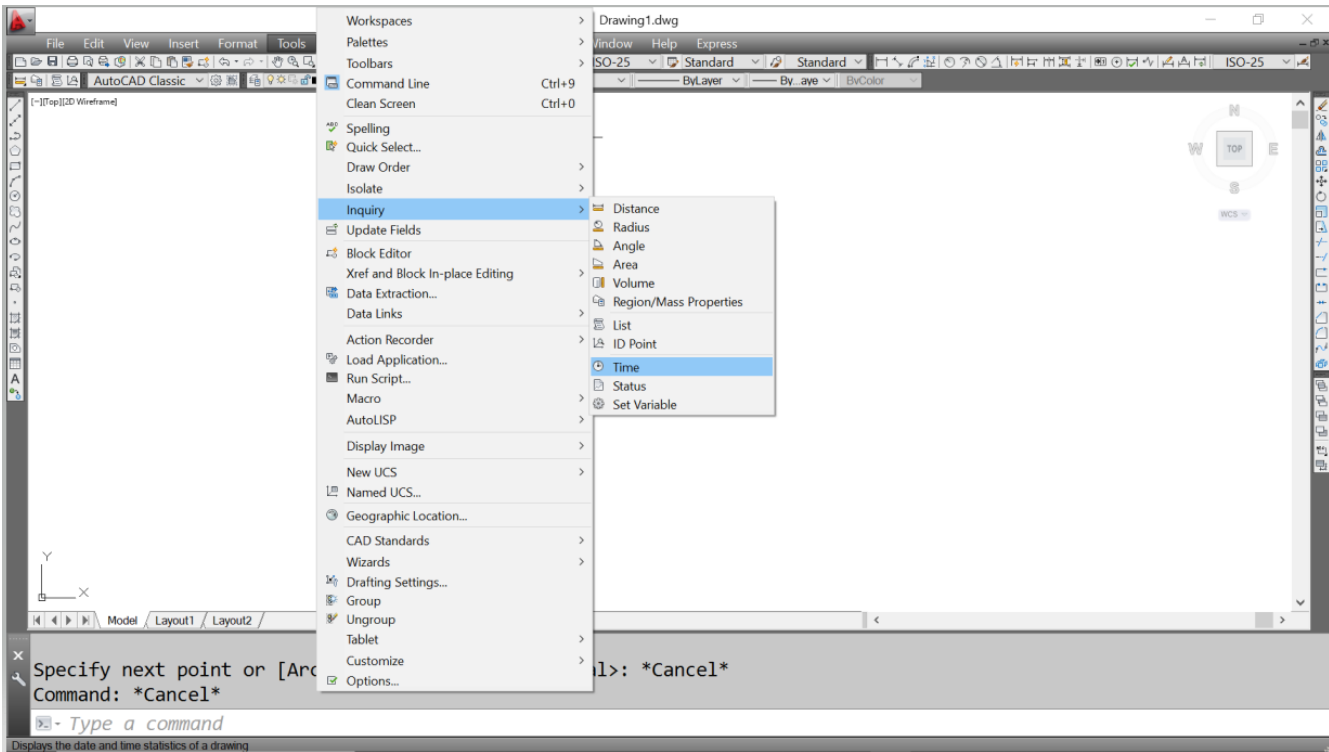 Drawing1.dwg
File Edit View Insert Format Tools Window Help Express
ISO-25 Standard Standard ISO-25
AutoCAD Classic ByLayer By...aye ByColor
[−][Top][2D Wireframe]
Workspaces
Palettes
Toolbars
Command Line Ctrl+9
Clean Screen Ctrl+0
Spelling
Quick Select...
Draw Order
Isolate
Inquiry
Update Fields
Block Editor
Xref and Block In-place Editing
Data Extraction...
Data Links
Action Recorder
Load Application...
Run Script...
Macro
AutoLISP
Display Image
New UCS
Named UCS...
Geographic Location...
CAD Standards
Wizards
Drafting Settings...
Group
Ungroup
Tablet
Customize
Options...
Distance
Radius
Angle
Area
Volume
Region/Mass Properties
List
ID Point
Time
Status
Set Variable
N
W TOP E
S
WCS
Y
X
Model Layout1 Layout2
Specify next point or [Arc al>: *Cancel*
Command: *Cancel*
Type a command
Displays the date and time statistics of a drawing